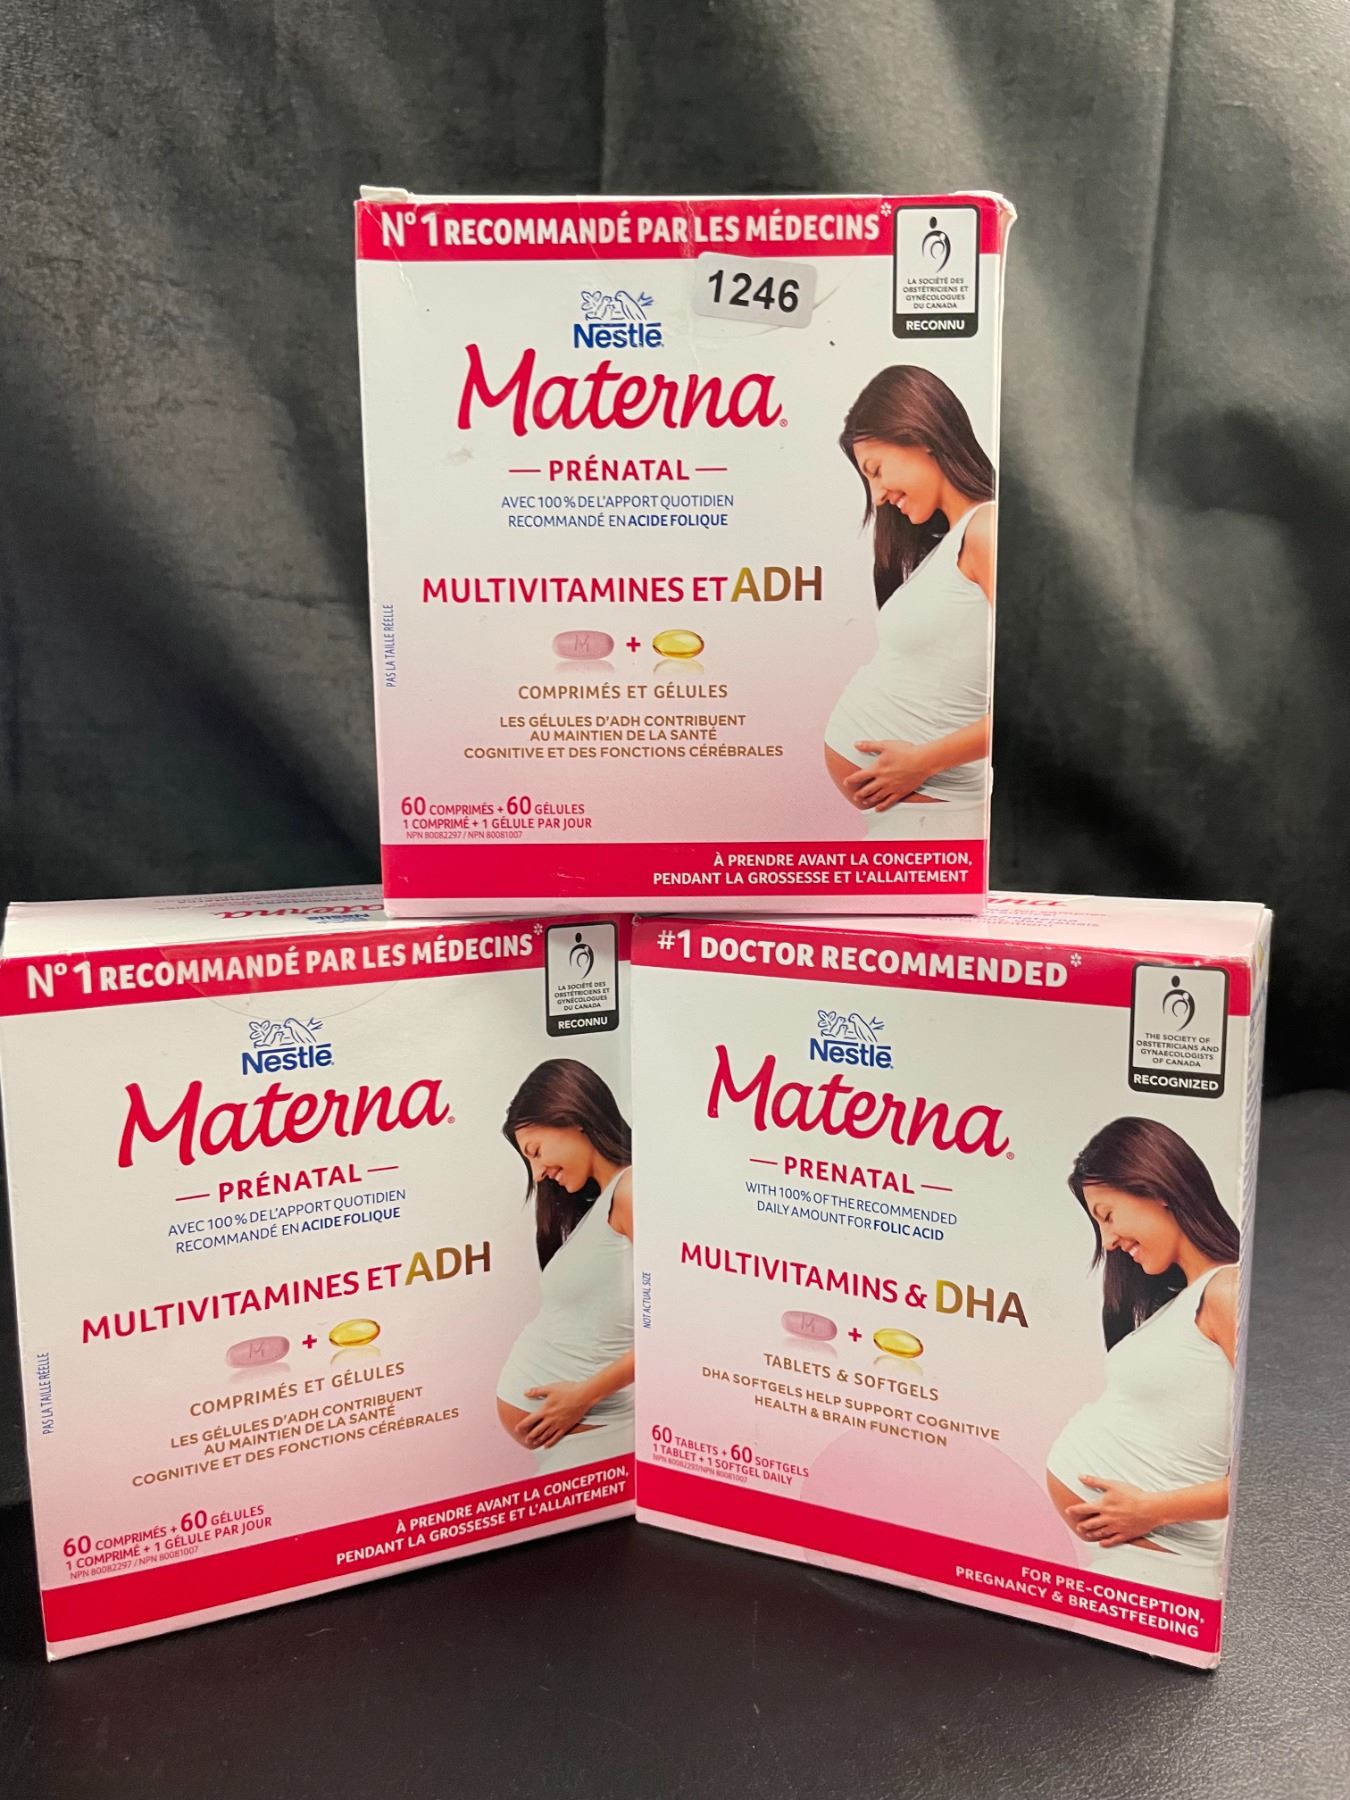 N° 1 RECOMMANDÉ PAR LES MÉDECINS*
LA SOCIÉTÉ DES
OBSTÉTRICIENS ET
GYNÉCOLOGUES
DU CANADA
RECONNU
1246
Nestlé
Materna®
— PRÉNATAL —
AVEC 100 % DE L'APPORT QUOTIDIEN
RECOMMANDÉ EN ACIDE FOLIQUE
MULTIVITAMINES ET ADH
M +
PAS LA TAILLE RÉELLE
COMPRIMÉS ET GÉLULES
LES GÉLULES D'ADH CONTRIBUENT
AU MAINTIEN DE LA SANTÉ
COGNITIVE ET DES FONCTIONS CÉRÉBRALES
60 COMPRIMÉS + 60 GÉLULES
1 COMPRIMÉ + 1 GÉLULE PAR JOUR
NPN 80082297 / NPN 80081007
À PRENDRE AVANT LA CONCEPTION,
PENDANT LA GROSSESSE ET L'ALLAITEMENT
N° 1 RECOMMANDÉ PAR LES MÉDECINS*
LA SOCIÉTÉ DES
OBSTÉTRICIENS ET
GYNÉCOLOGUES
DU CANADA
RECONNU
Nestlé
Materna®
— PRÉNATAL —
AVEC 100 % DE L'APPORT QUOTIDIEN
RECOMMANDÉ EN ACIDE FOLIQUE
MULTIVITAMINES ET ADH
M +
PAS LA TAILLE RÉELLE
COMPRIMÉS ET GÉLULES
LES GÉLULES D'ADH CONTRIBUENT
AU MAINTIEN DE LA SANTÉ
COGNITIVE ET DES FONCTIONS CÉRÉBRALES
60 COMPRIMÉS + 60 GÉLULES
1 COMPRIMÉ + 1 GÉLULE PAR JOUR
NPN 80082297 / NPN 80081007
À PRENDRE AVANT LA CONCEPTION,
PENDANT LA GROSSESSE ET L'ALLAITEMENT
#1 DOCTOR RECOMMENDED*
THE SOCIETY OF
OBSTETRICIANS AND
GYNAECOLOGISTS
OF CANADA
RECOGNIZED
Nestlé
Materna®
— PRENATAL —
WITH 100% OF THE RECOMMENDED
DAILY AMOUNT FOR FOLIC ACID
MULTIVITAMINS & DHA
M +
NOT ACTUAL SIZE
TABLETS & SOFTGELS
DHA SOFTGELS HELP SUPPORT COGNITIVE
HEALTH & BRAIN FUNCTION
60 TABLETS + 60 SOFTGELS
1 TABLET + 1 SOFTGEL DAILY
NPN 80082297/NPN 80081007
FOR PRE-CONCEPTION,
PREGNANCY & BREASTFEEDING